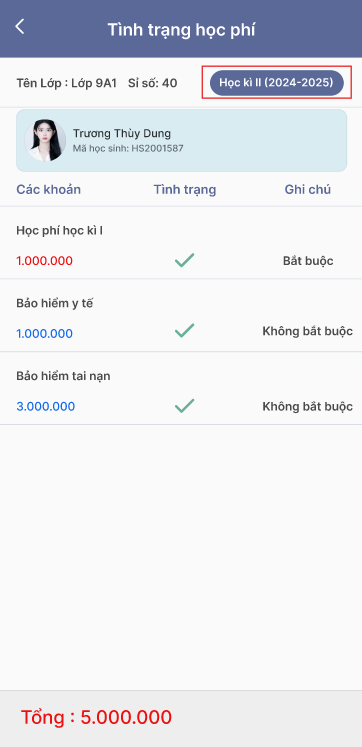 Tình trạng học phí
Tên Lớp : Lớp 9A1 Sỉ số: 40 Học kì II (2024-2025)
Trương Thùy Dung
Mã học sinh: HS2001587
Các khoản Tình trạng Ghi chú
Học phí học kì I
1.000.000 Bắt buộc
Bảo hiểm y tế
1.000.000 Không bắt buộc
Bảo hiểm tai nạn
3.000.000 Không bắt buộc
Tổng : 5.000.000